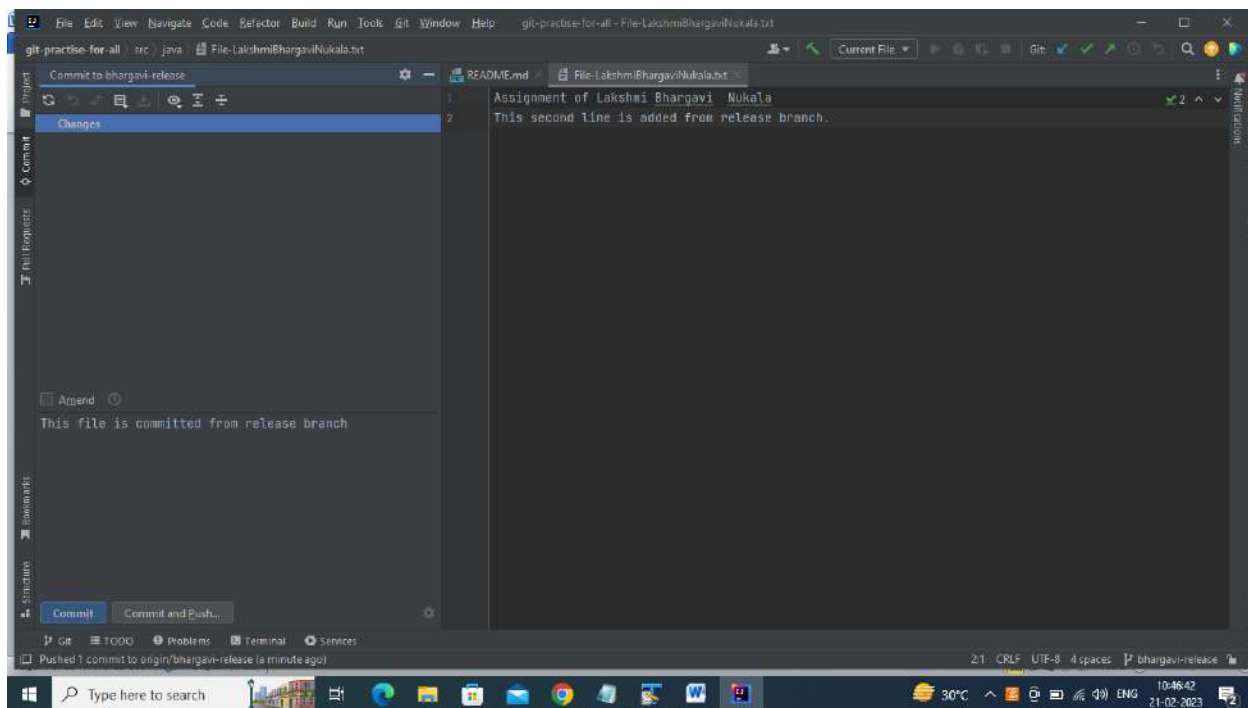 File Edit View Navigate Code Refactor Build Run Tools Git Window Help git-practise-for-all - File-LakshmiBhargaviNukala.txt
git-practise-for-all src java File-LakshmiBhargaviNukala.txt Current File Git:
Project
Commit
Pull Requests
Bookmarks
Structure
Commit to bhargavi-release
Changes
Amend
This file is committed from release branch
Commit Commit and Push...
README.md File-LakshmiBhargaviNukala.txt
1 Assignment of Lakshmi Bhargavi Nukala
2 This second line is added from release branch.
2
Notifications
Git TODO Problems Terminal Services
Pushed 1 commit to origin/bhargavi-release (a minute ago) 2:1 CRLF UTF-8 4 spaces bhargavi-release
Type here to search 30°C ENG 10:46:42
21-02-2023
2